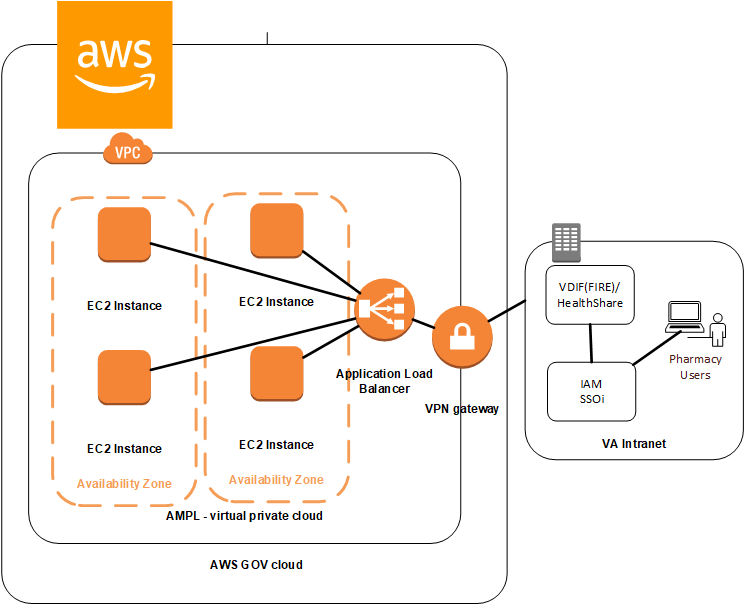 aws
VPC
EC2 Instance
EC2 Instance
EC2 Instance
EC2 Instance
Availability Zone
Availability Zone
Application Load
Balancer
VPN gateway
AMPL - virtual private cloud
AWS GOV cloud
VDIF(FIRE)/
HealthShare
IAM
SSOi
Pharmacy
Users
VA Intranet